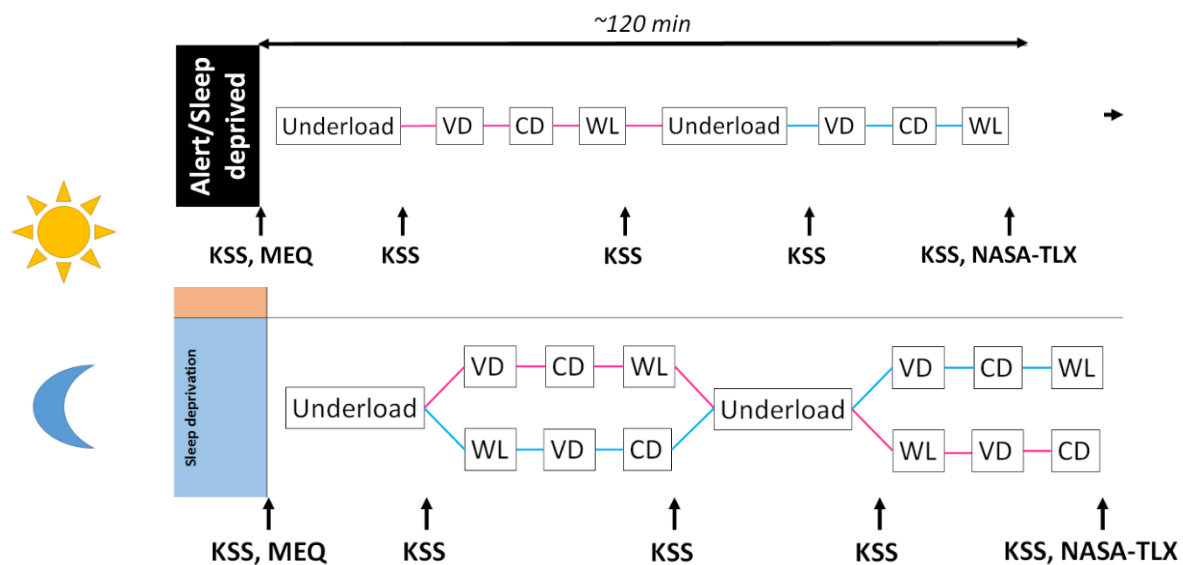 ~120 min
Alert/Sleep
deprived
Underload VD CD WL Underload VD CD WL
KSS, MEQ KSS KSS KSS KSS, NASA-TLX
Sleep deprivation
VD CD WL VD CD WL
Underload Underload
WL VD CD WL VD CD
KSS, MEQ KSS KSS KSS KSS, NASA-TLX